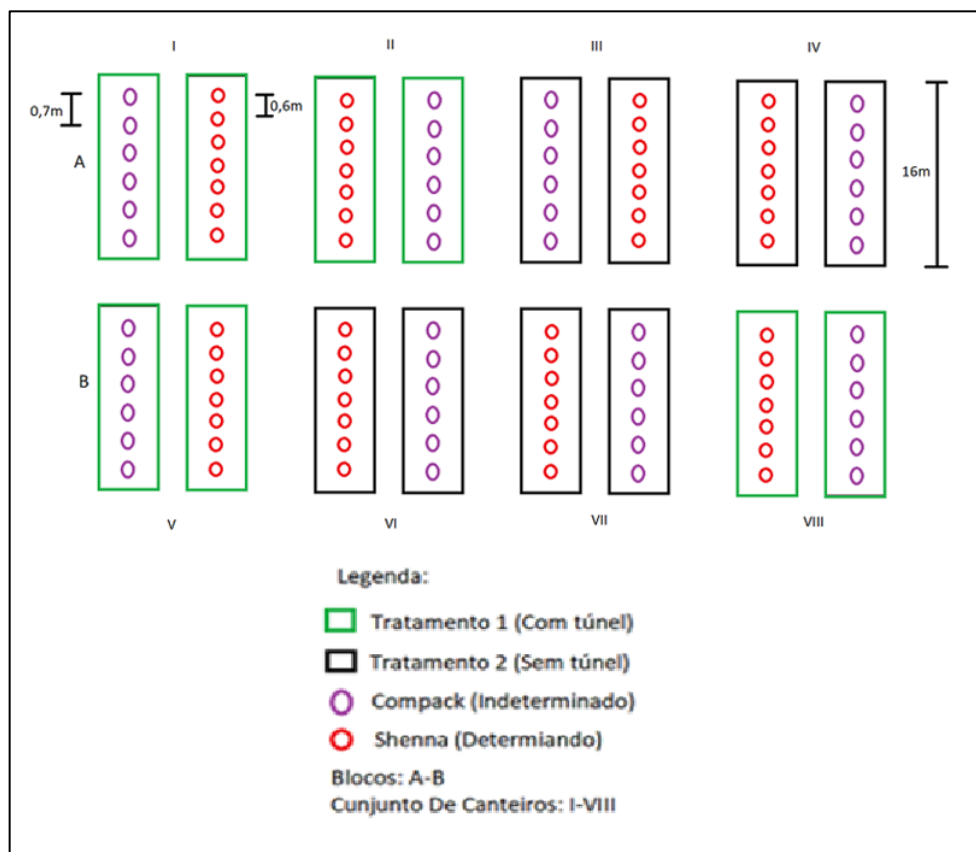 I
II
III
IV
0,7m
0,6m
A
16m
B
V
VI
VII
VIII
Legenda:
Tratamento 1 (Com túnel)
Tratamento 2 (Sem túnel)
Compack (Indeterminado)
Shenna (Determiando)
Blocos: A-B
Cunjunto De Canteiros: I-VIII